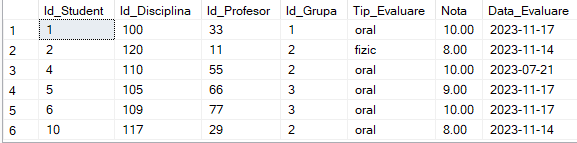 Id_Student Id_Disciplina Id_Profesor Id_Grupa Tip_Evaluare Nota Data_Evaluare
1 1 100 33 1 oral 10.00 2023-11-17
2 2 120 11 2 fizic 8.00 2023-11-14
3 4 110 55 2 oral 10.00 2023-07-21
4 5 105 66 3 oral 9.00 2023-11-17
5 6 109 77 3 oral 10.00 2023-11-17
6 10 117 29 2 oral 8.00 2023-11-14